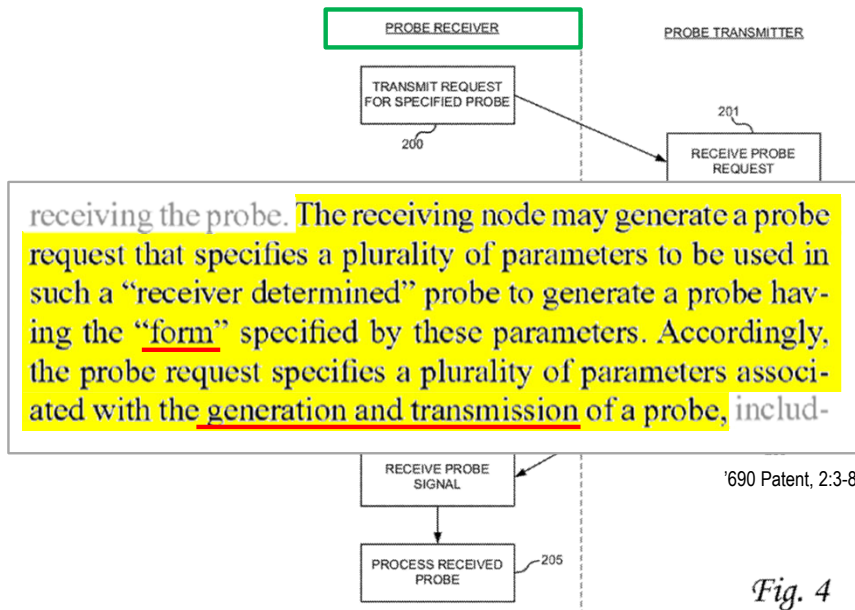 PROBE RECEIVER
PROBE TRANSMITTER
TRANSMIT REQUEST
FOR SPECIFIED PROBE
200
201
RECEIVE PROBE
REQUEST
receiving the probe. The receiving node may generate a probe
request that specifies a plurality of parameters to be used in
such a “receiver determined” probe to generate a probe hav-
ing the “form” specified by these parameters. Accordingly,
the probe request specifies a plurality of parameters associ-
ated with the generation and transmission of a probe, includ-
RECEIVE PROBE
SIGNAL
’690 Patent, 2:3-8
PROCESS RECEIVED
PROBE
205
Fig. 4